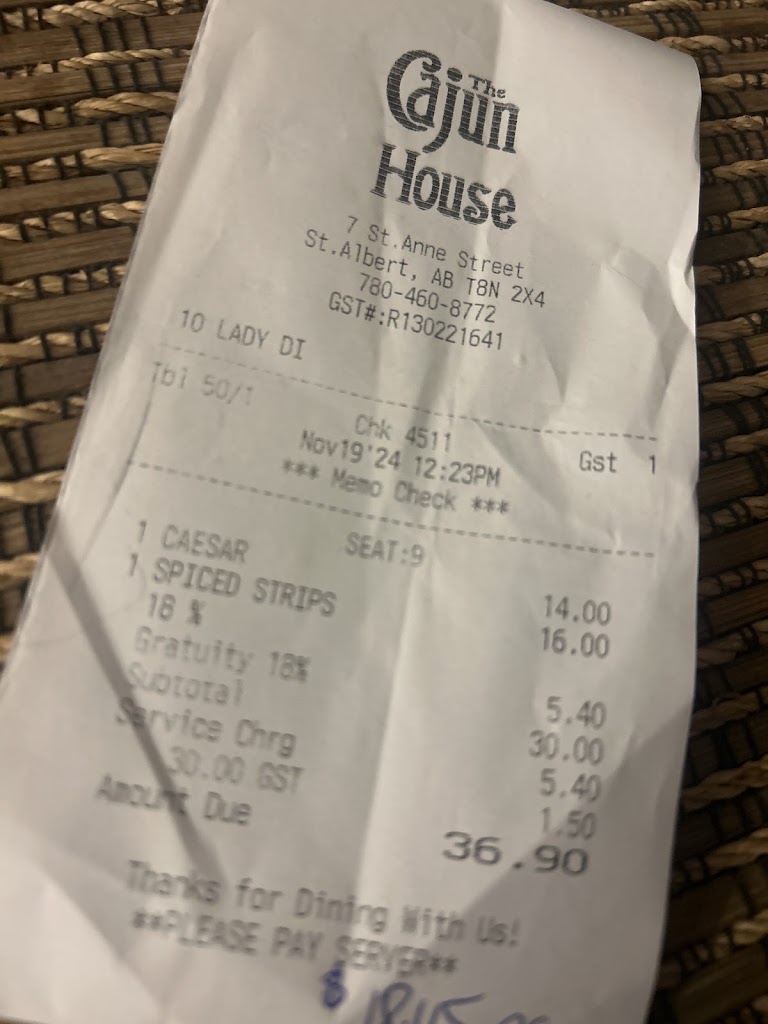 The
Cajun
House
7 St.Anne Street
St.Albert, AB T8N 2X4
780-460-8772
GST#:R130221641
10 LADY DI
Tbl 50/1 Chk 4511 Gst 1
Nov19'24 12:23PM
*** Memo Check ***
SEAT:9
1 CAESAR 14.00
1 SPICED STRIPS 16.00
18 %
Gratuity 18% 5.40
Subtotal 30.00
Service Chrg 5.40
30.00 GST 1.50
Amount Due 36.90
Thanks for Dining With Us!
**PLEASE PAY SERVER**
$